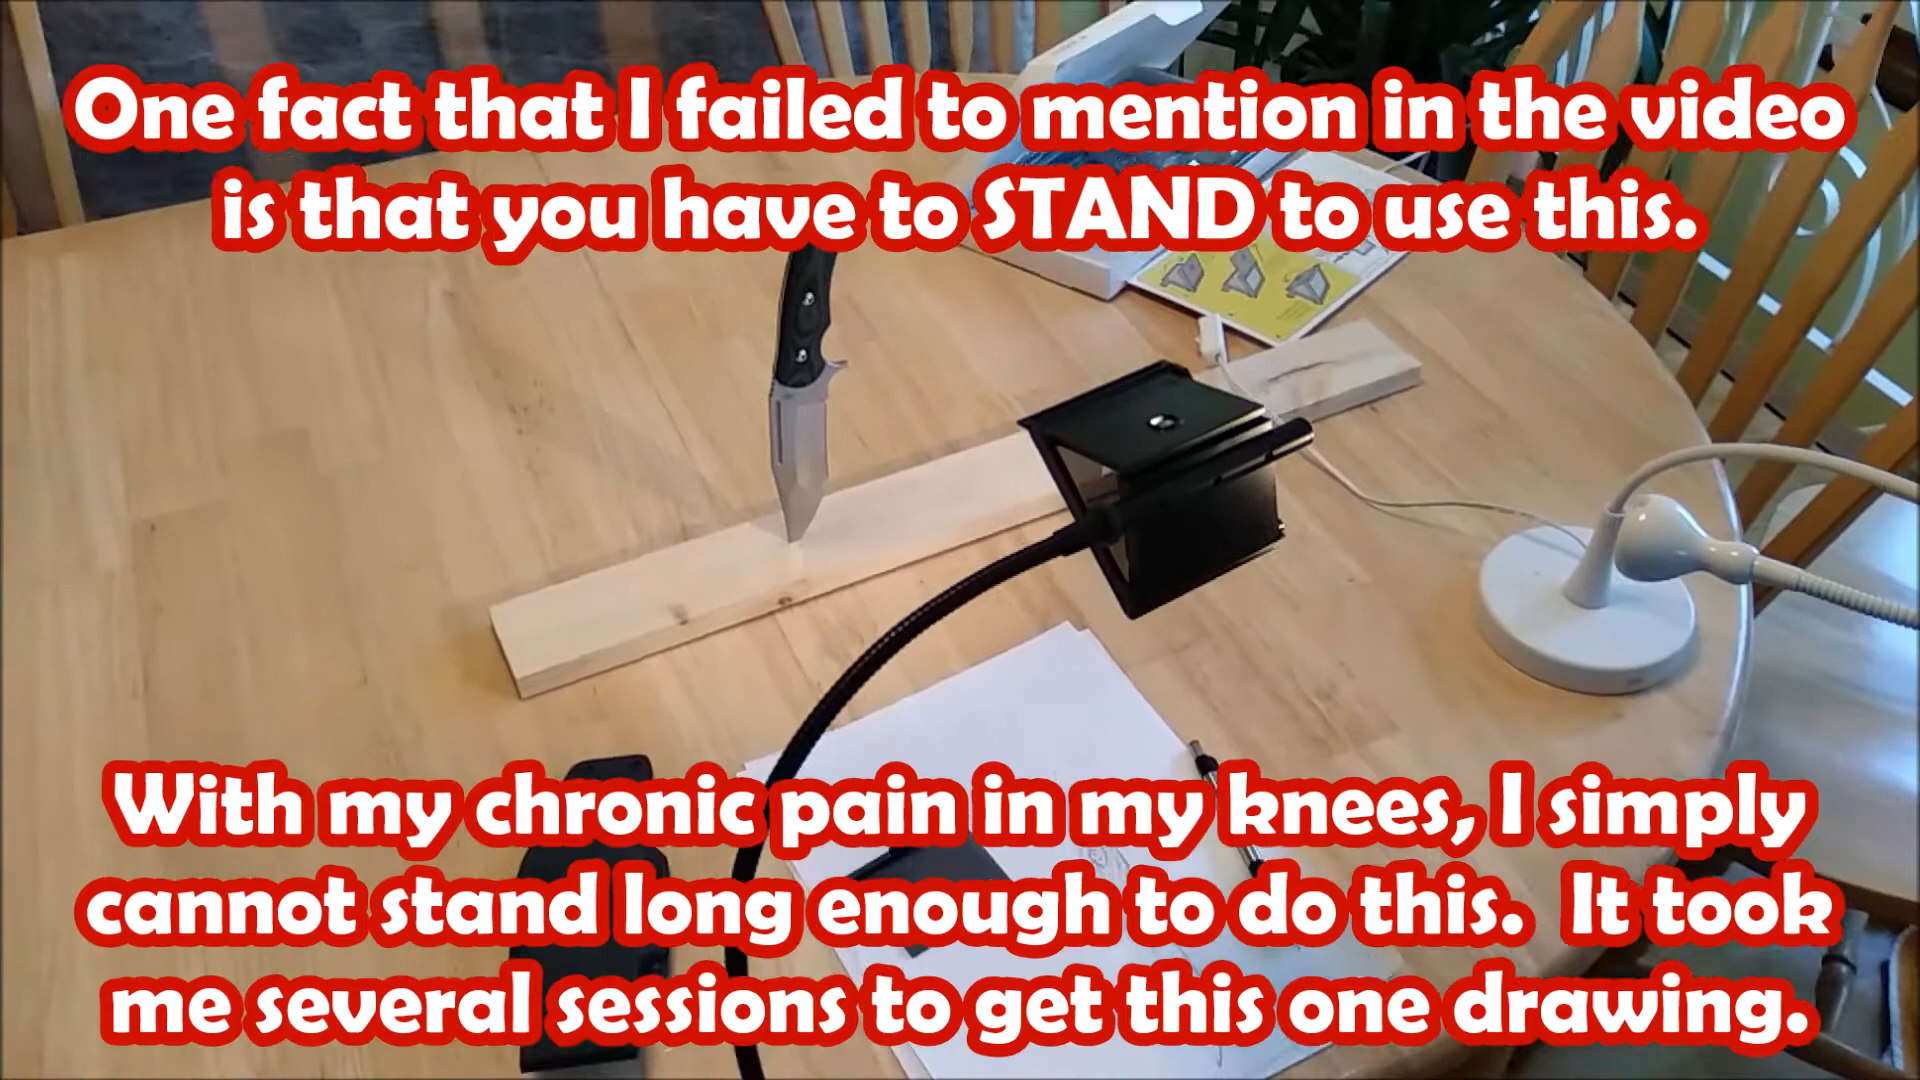 One fact that I failed to mention in the video
is that you have to STAND to use this.
With my chronic pain in my knees, I simply
cannot stand long enough to do this.  It took
me several sessions to get this one drawing.